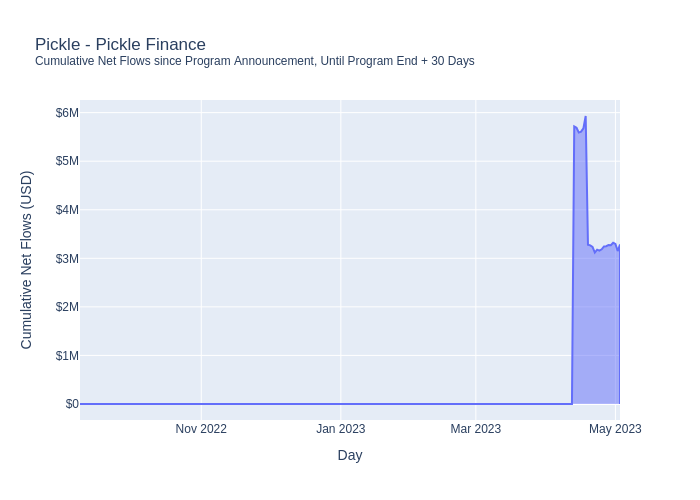 Pickle - Pickle Finance
Cumulative Net Flows since Program Announcement, Until Program End + 30 Days
Cumulative Net Flows (USD)
$6M
$5M
$4M
$3M
$2M
$1M
$0
Nov 2022
Jan 2023
Mar 2023
May 2023
Day